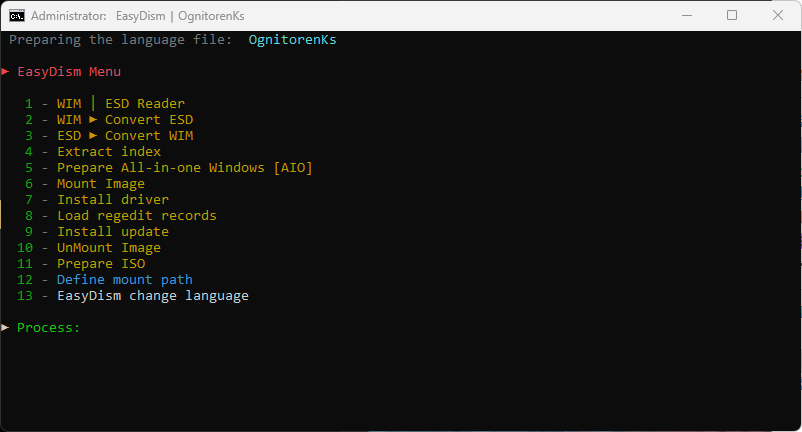 Administrator:  EasyDism | OgnitorenKs
Preparing the language file:  OgnitorenKs
► EasyDism Menu
1 - WIM │ ESD Reader
2 - WIM ► Convert ESD
3 - ESD ► Convert WIM
4 - Extract index
5 - Prepare All-in-one Windows [AIO]
6 - Mount Image
7 - Install driver
8 - Load regedit records
9 - Install update
10 - UnMount Image
11 - Prepare ISO
12 - Define mount path
13 - EasyDism change language
► Process: